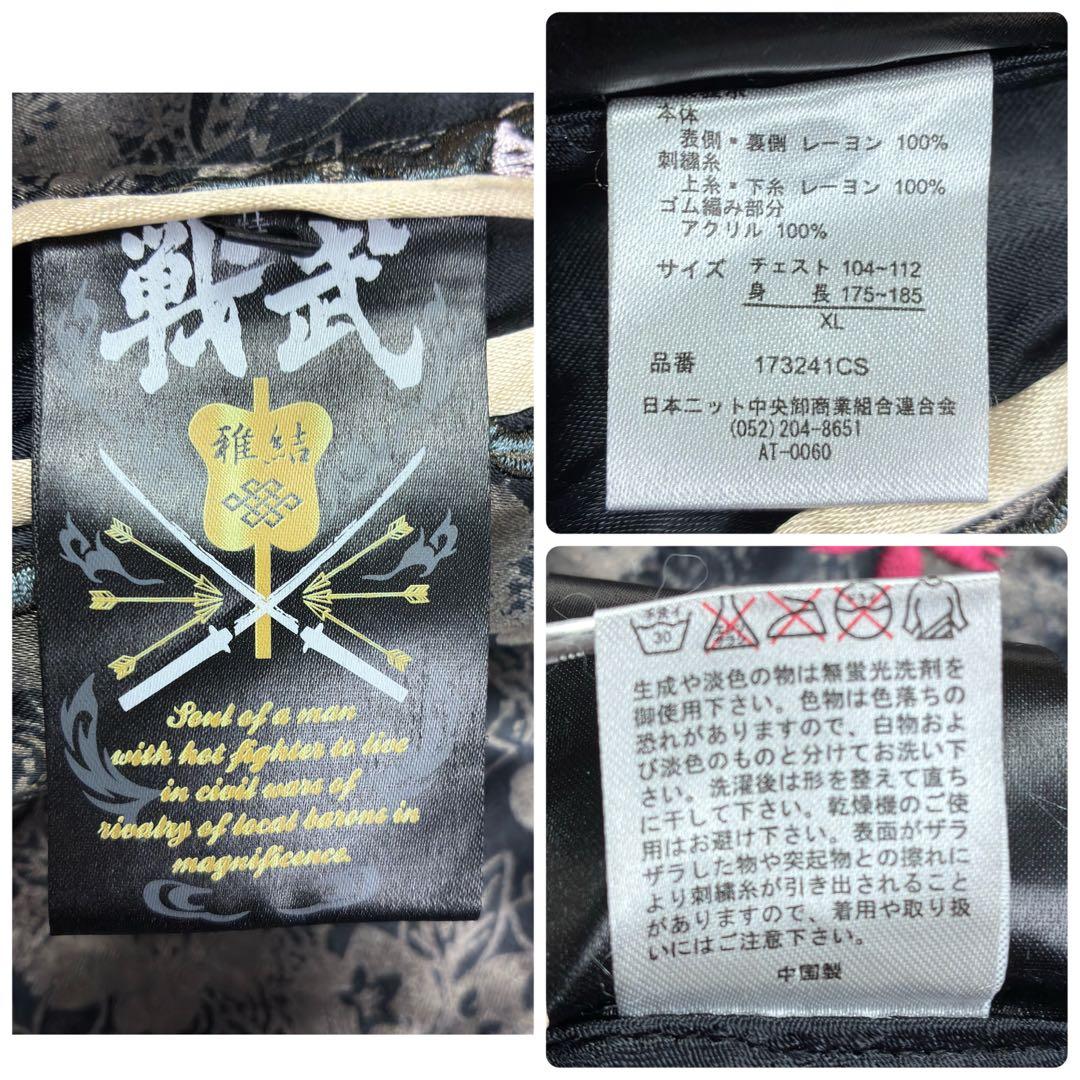 戦武
雅結
Soul of a man
with hot fighter to live
in civil wars of
rivalry of local barons in
magnificence.
本体
表側・裏側 レーヨン 100%
刺繍糸
上糸・下糸 レーヨン 100%
ゴム編み部分
アクリル 100%
サイズ チェスト 104~112
身 長 175~185
XL
品番 173241CS
日本ニット中央卸商業組合連合会
(052)204-8651
AT-0060
30
生成や淡色の物は無蛍光洗剤を
御使用下さい。色物は色落ちの
恐れがありますので、白物およ
び淡色のものと分けてお洗い下
さい。洗濯後は形を整えて直ち
に干して下さい。乾燥機のご使
用はお避け下さい。表面がザラ
ザラした物や突起物との擦れに
より刺繍糸が引き出されること
がありますので、着用や取り扱
いにはご注意下さい。
中国製